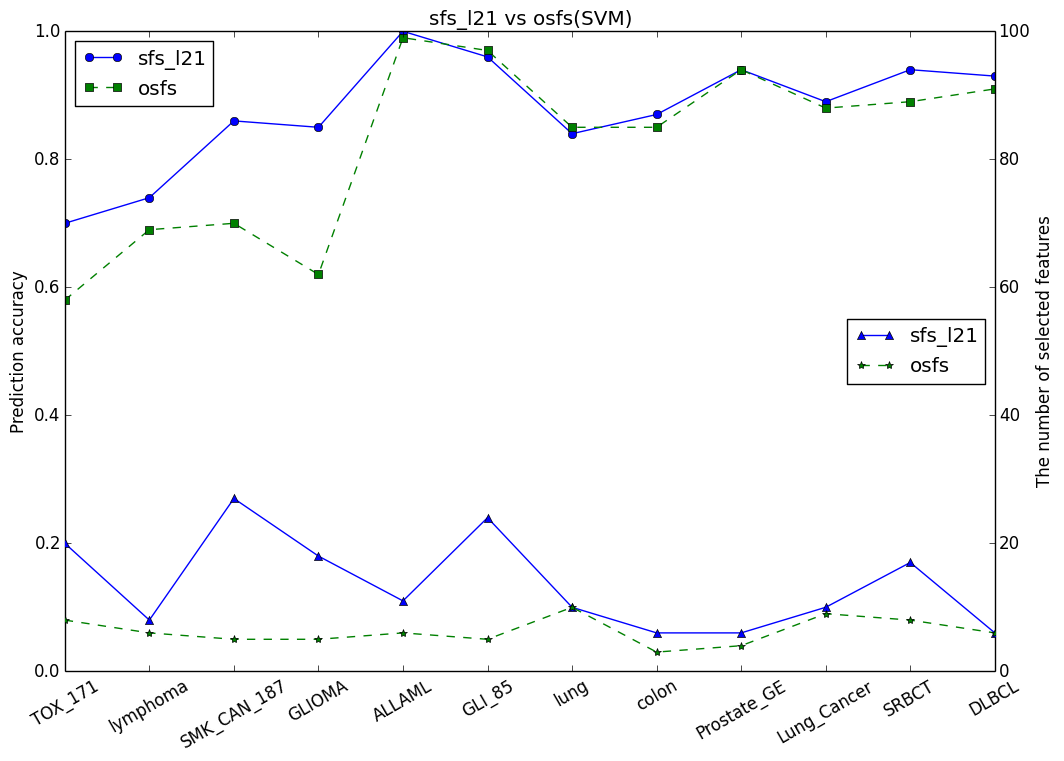 sfs_l21 vs osfs(SVM)
1.0
0.8
0.6
0.4
0.2
0.0
Prediction accuracy
sfs_l21
osfs
100
80
60
40
20
0
The number of selected features
sfs_l21
osfs
TOX_171
lymphoma
SMK_CAN_187
GLIOMA
ALLAML
GLI_85
lung
colon
Prostate_GE
Lung_Cancer
SRBCT
DLBCL